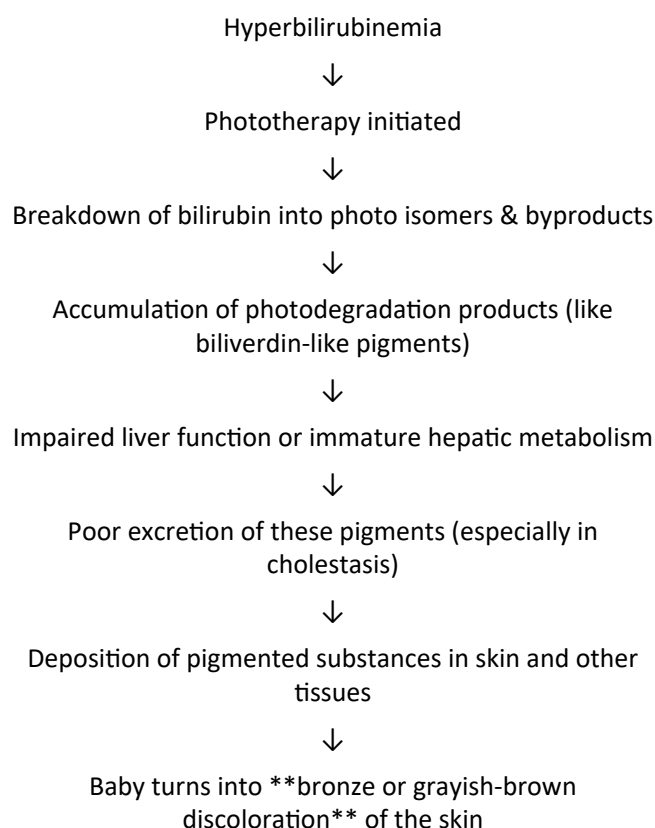 Hyperbilirubinemia
↓
Phototherapy initiated
↓
Breakdown of bilirubin into photo isomers & byproducts
↓
Accumulation of photodegradation products (like
biliverdin-like pigments)
↓
Impaired liver function or immature hepatic metabolism
↓
Poor excretion of these pigments (especially in
cholestasis)
↓
Deposition of pigmented substances in skin and other
tissues
↓
Baby turns into **bronze or grayish-brown
discoloration** of the skin